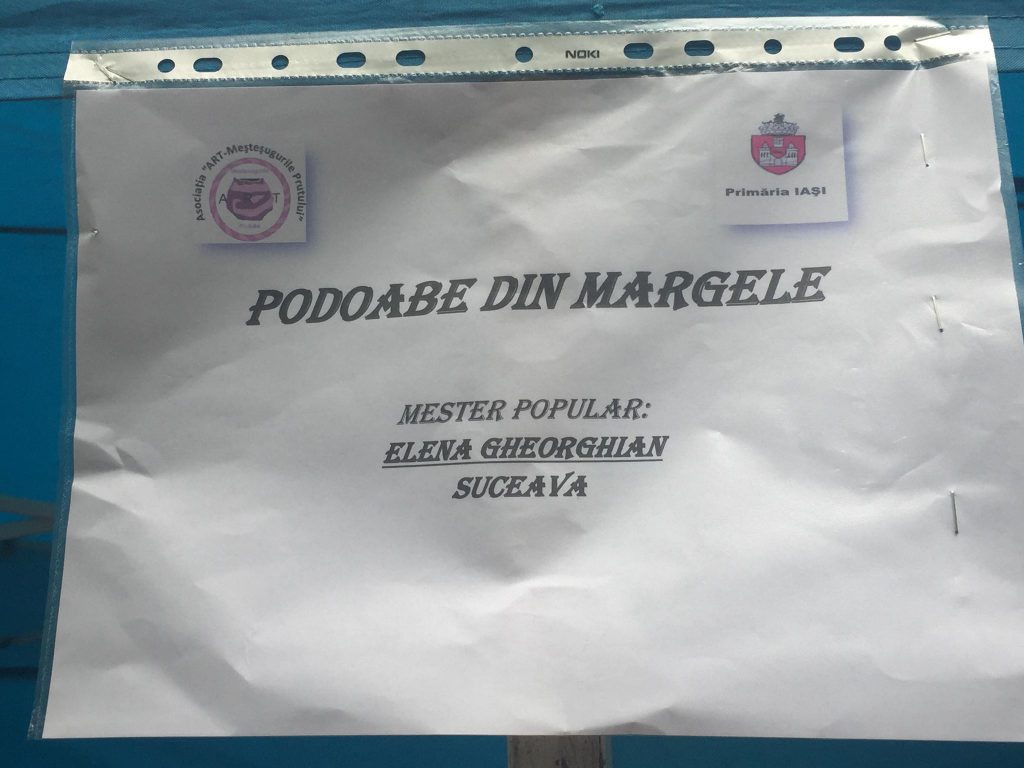 NOKI
Asociația "ART-Meșteșugurile Prutului"
A T
Primăria IAȘI
PODOABE DIN MARGELE
MESTER POPULAR:
ELENA GHEORGHIAN
SUCEAVA